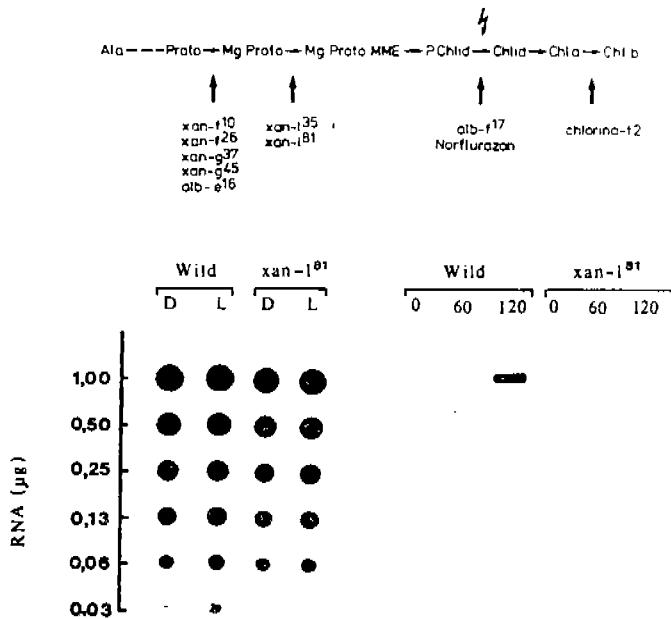 Ala --- Proto → Mg Proto → Mg Proto MME → PChlid → Chlid → Chla → Chlb
xan-f10 xan-l35 alb-f17 chlorina-f2
xan-f26 xan-l81 Norflurazon
xan-g37
xan-g45
alb-e16
Wild xan-l81 Wild xan-l81
D L D L 0 60 120 0 60 120
1,00
0,50
0,25
0,13
0,06
0.03
RNA (µg)